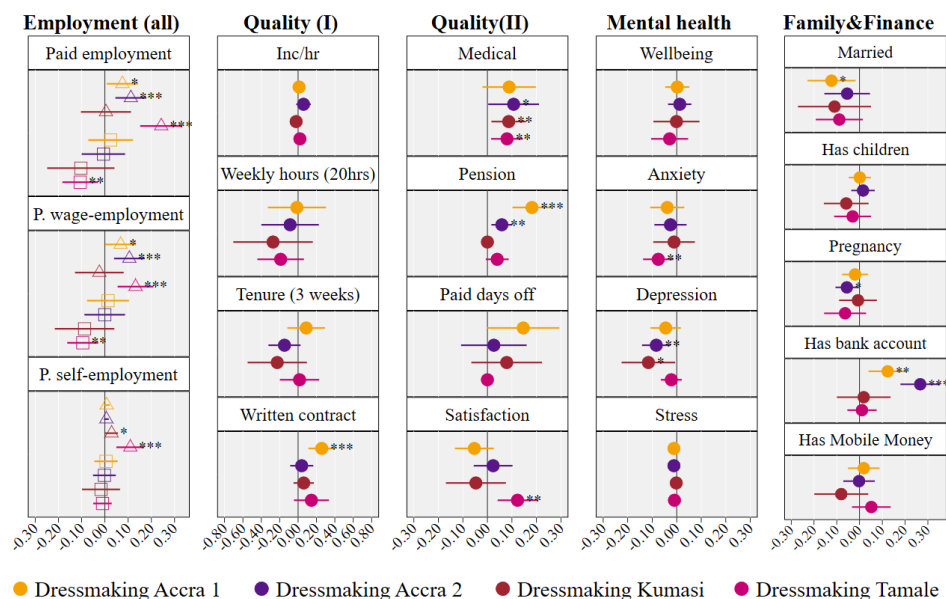 Employment (all)
Quality (I)
Quality(II)
Mental health
Family&Finance
Paid employment
*
***
***
**
P. wage-employment
*
***
***
**
P. self-employment
*
***
-0.30
-0.20
-0.10
0.00
0.10
0.20
0.30
Inc/hr
Weekly hours (20hrs)
Tenure (3 weeks)
Written contract
***
-0.80
-0.60
-0.40
-0.20
0.00
0.20
0.40
0.60
0.80
Medical
*
**
**
Pension
***
**
Paid days off
Satisfaction
**
-0.30
-0.20
-0.10
0.00
0.10
0.20
0.30
Wellbeing
Anxiety
**
Depression
**
*
Stress
-0.30
-0.20
-0.10
0.00
0.10
0.20
0.30
Married
*
Has children
Pregnancy
*
Has bank account
**
***
Has Mobile Money
-0.30
-0.20
-0.10
0.00
0.10
0.20
0.30
Dressmaking Accra 1
Dressmaking Accra 2
Dressmaking Kumasi
Dressmaking Tamale